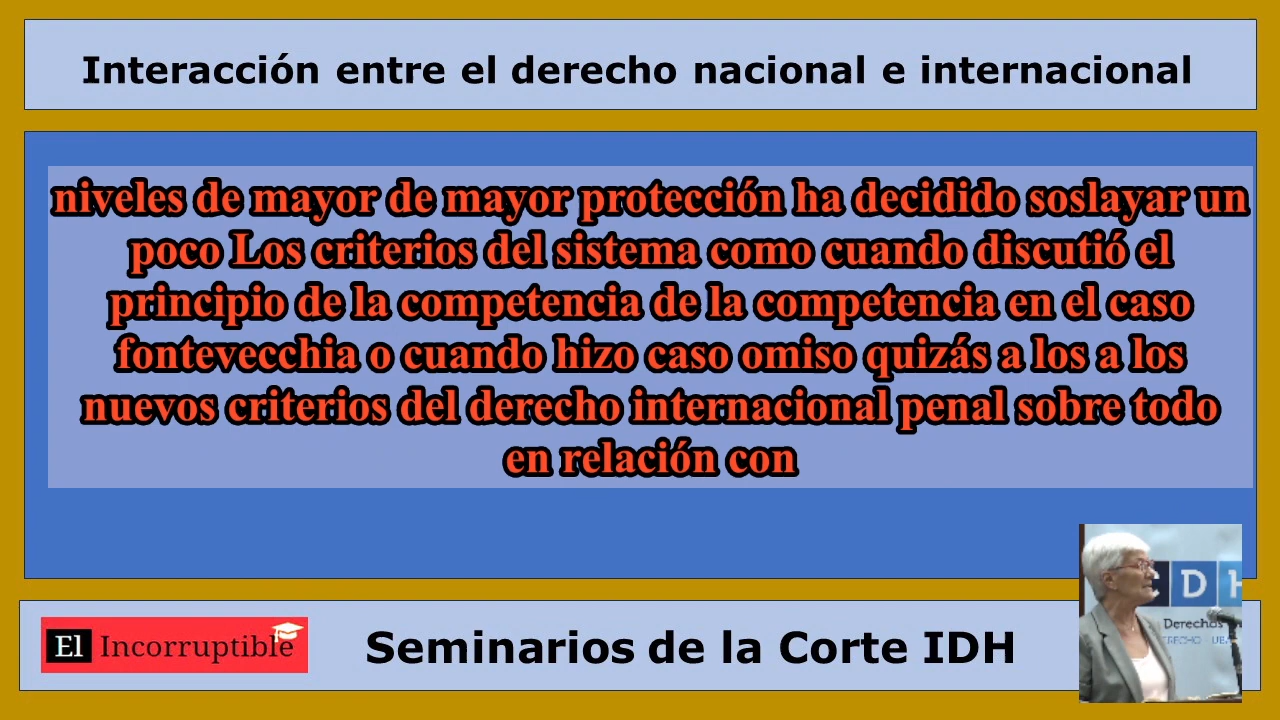 Interacción entre el derecho nacional e internacional
niveles de mayor de mayor protección ha decidido soslayar un
poco Los criterios del sistema como cuando discutió el
principio de la competencia de la competencia en el caso
fontevecchia o cuando hizo caso omiso quizás a los a los
nuevos criterios del derecho internacional penal sobre todo
en relación con
D
Derechos
El Incorruptible
Seminarios de la Corte IDH